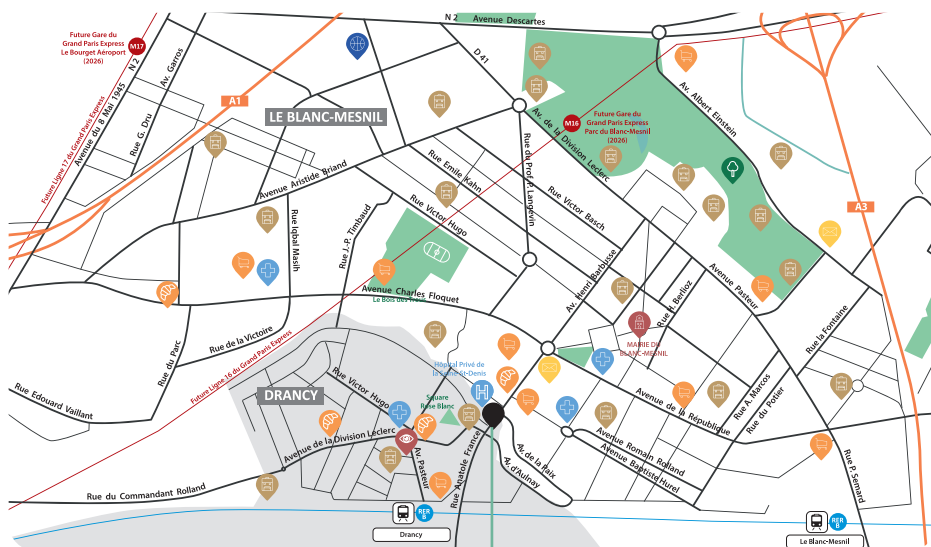 N 2   Avenue Descartes
Future Gare du
Grand Paris Express
Le Bourget Aéroport
(2026)
M17
N 2
Av. Garros
D 41
A1
Avenue du 8 Mai 1945
Rue G. Dru
LE BLANC-MESNIL
Av. Albert Einstein
M16
Future Gare du
Grand Paris Express
Parc du Blanc-Mesnil
(2026)
Av. de la Division Leclerc
Future Ligne 17 du Grand Paris Express
Avenue Aristide Briand
Rue Emile Kahn
Rue du Prof. P. Langevin
Rue Victor Basch
Rue Victor Hugo
Rue J.-P. Timbaud
Rue Iqbal Masih
A3
Av. Henri Barbusse
Avenue Pasteur
Rue H. Berlioz
Avenue Charles Floquet
Rue la Fontaine
Rue de la Victoire
Rue du Parc
MAIRIE DU
BLANC-MESNIL
Future Ligne 16 du Grand Paris Express
Hôpital Privé de
la Seine-St-Denis
Rue Edouard Vaillant
DRANCY
Rue Victor Hugo
Square
Rose Blanc
Rue A. Marcos
Rue du Potier
Avenue de la République
Avenue de la Division Leclerc
Av. Pasteur
Rue Anatole France
Av. de la Paix
Av. d'Aulnay
Avenue Romain Rolland
Avenue Baptiste Hurel
Rue P. Semard
Rue du Commandant Rolland
RER
B
Drancy
RER
B
Le Blanc-Mesnil